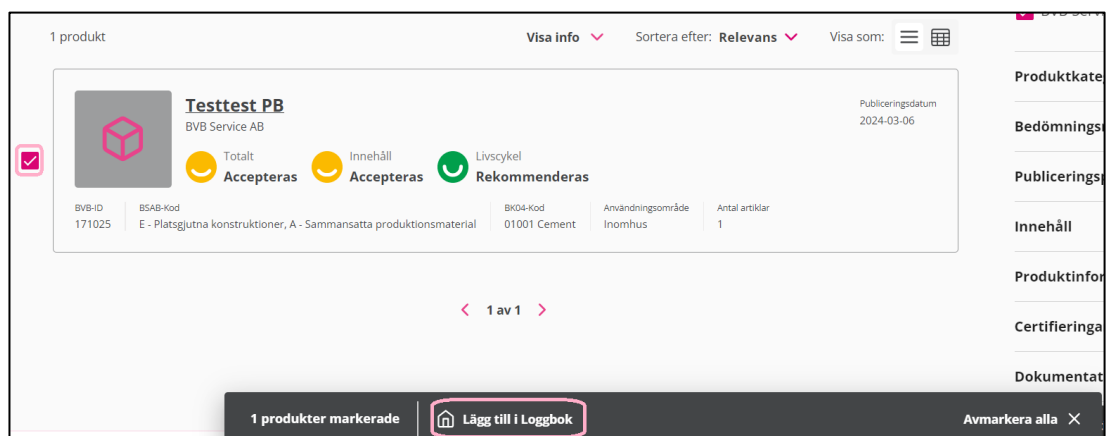 1 produkt
Visa info
Sortera efter: Relevans
Visa som:
Testtest PB
BVB Service AB
Publiceringsdatum
2024-03-06
Totalt
Accepteras
Innehåll
Accepteras
Livscykel
Rekommenderas
BVB-ID
171025
BSAB-Kod
E - Platsgjutna konstruktioner, A - Sammansatta produktionsmaterial
BK04-Kod
01001 Cement
Användningsområde
Inomhus
Antal artiklar
1
1 av 1
Produktkate
Bedömnings
Publicerings
Innehåll
Produktinfor
Certifieringa
Dokumentat
1 produkter markerade
Lägg till i Loggbok
Avmarkera alla